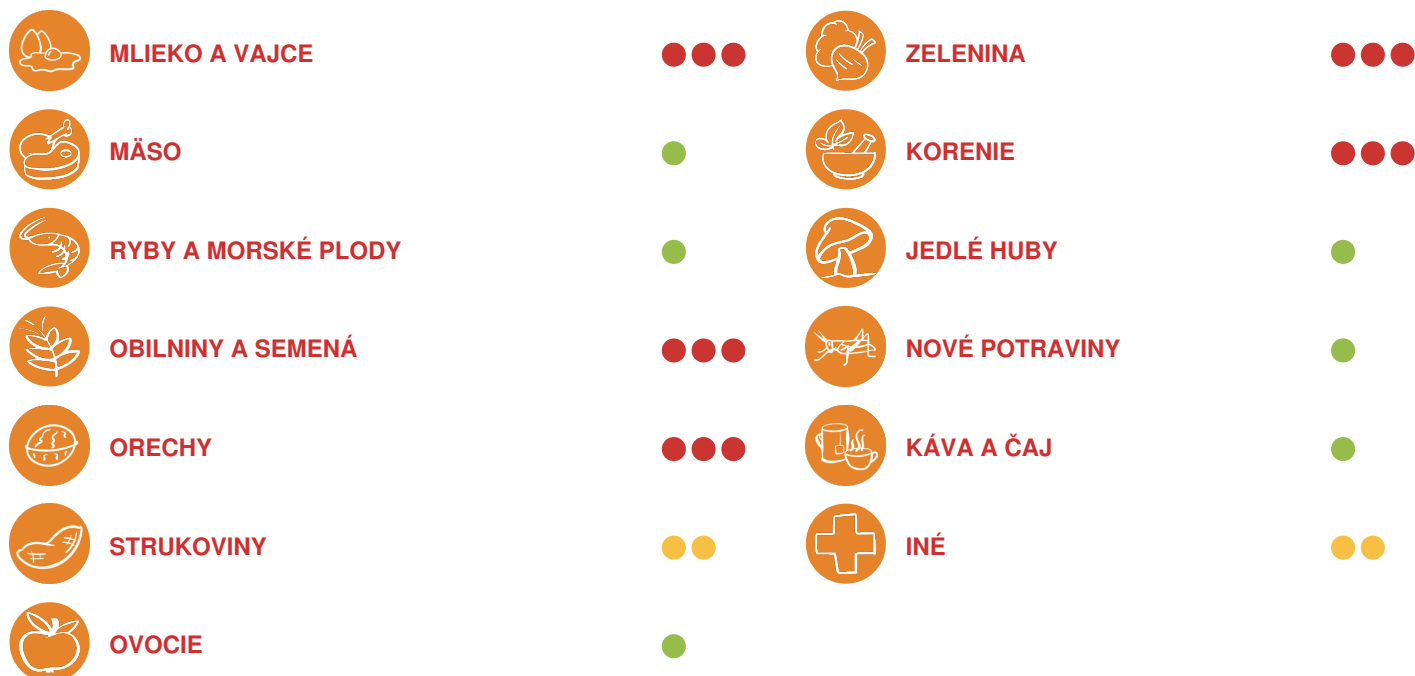 MLIEKO A VAJCE
MÄSO
RYBY A MORSKÉ PLODY
OBILNINY A SEMENÁ
ORECHY
STRUKOVINY
OVOCIE
ZELENINA
KORENIE
JEDLÉ HUBY
NOVÉ POTRAVINY
KÁVA A ČAJ
INÉ